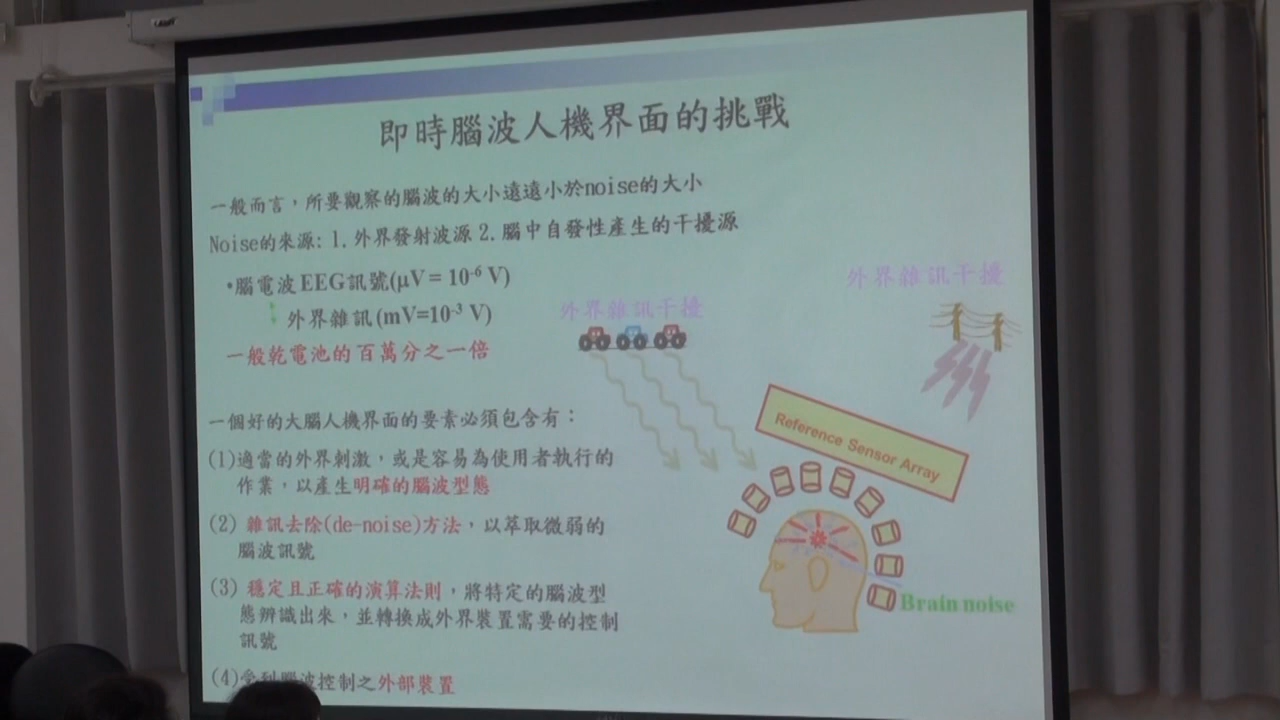 即時腦波人機界面的挑戰
一般而言，所要觀察的腦波的大小遠遠小於noise的大小
Noise的來源: 1.外界發射波源 2.腦中自發性產生的干擾源
•腦電波EEG訊號(μV = 10⁻⁶ V)
外界雜訊(mV=10⁻³ V)
一般乾電池的百萬分之一倍
外界雜訊干擾
外界雜訊干擾
Reference Sensor Array
Brain noise
一個好的大腦人機界面的要素必須包含有：
(1)適當的外界刺激，或是容易為使用者執行的
作業，以產生明確的腦波型態
(2) 雜訊去除(de-noise)方法，以萃取微弱的
腦波訊號
(3) 穩定且正確的演算法則，將特定的腦波型
態辨識出來，並轉換成外界裝置需要的控制
訊號
(4)受到腦波控制之外部裝置